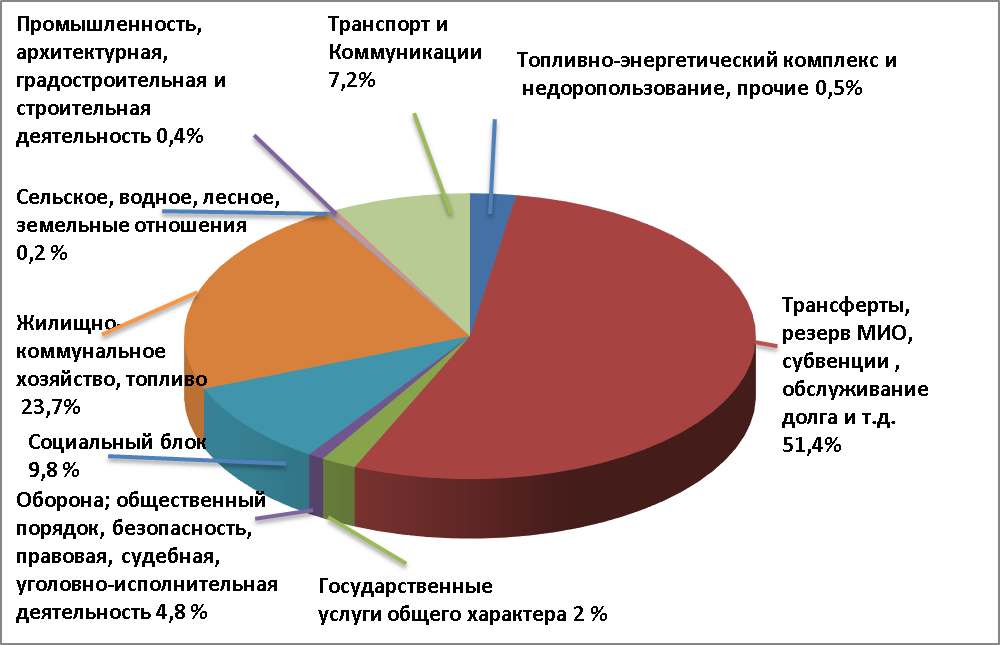 Промышленность,
архитектурная,
градостроительная и
строительная
деятельность 0,4%
Транспорт и
Коммуникации
7,2%
Топливно-энергетический комплекс и
недоропользование, прочие 0,5%
Сельское, водное, лесное,
земельные отношения
0,2 %
Трансферты,
резерв МИО,
субвенции ,
обслуживание
долга и т.д.
51,4%
Жилищно-
коммунальное
хозяйство, топливо
23,7%
Социальный блок
9,8 %
Оборона; общественный
порядок, безопасность,
правовая, судебная,
уголовно-исполнительная
деятельность 4,8 %
Государственные
услуги общего характера 2 %